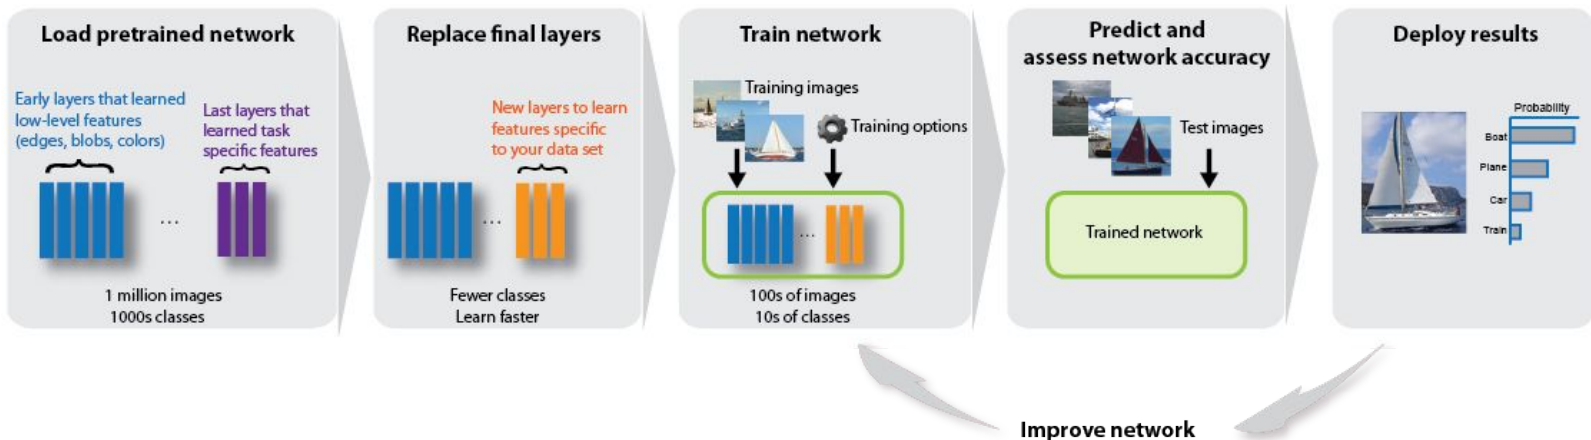 Load pretrained network
Early layers that learned
low-level features
(edges, blobs, colors)
Last layers that
learned task
specific features
...
1 million images
1000s classes
Replace final layers
New layers to learn
features specific
to your data set
...
Fewer classes
Learn faster
Train network
Training images
Training options
...
100s of images
10s of classes
Predict and
assess network accuracy
Test images
Trained network
Deploy results
Probability
Boat
Plane
Car
Train
Improve network